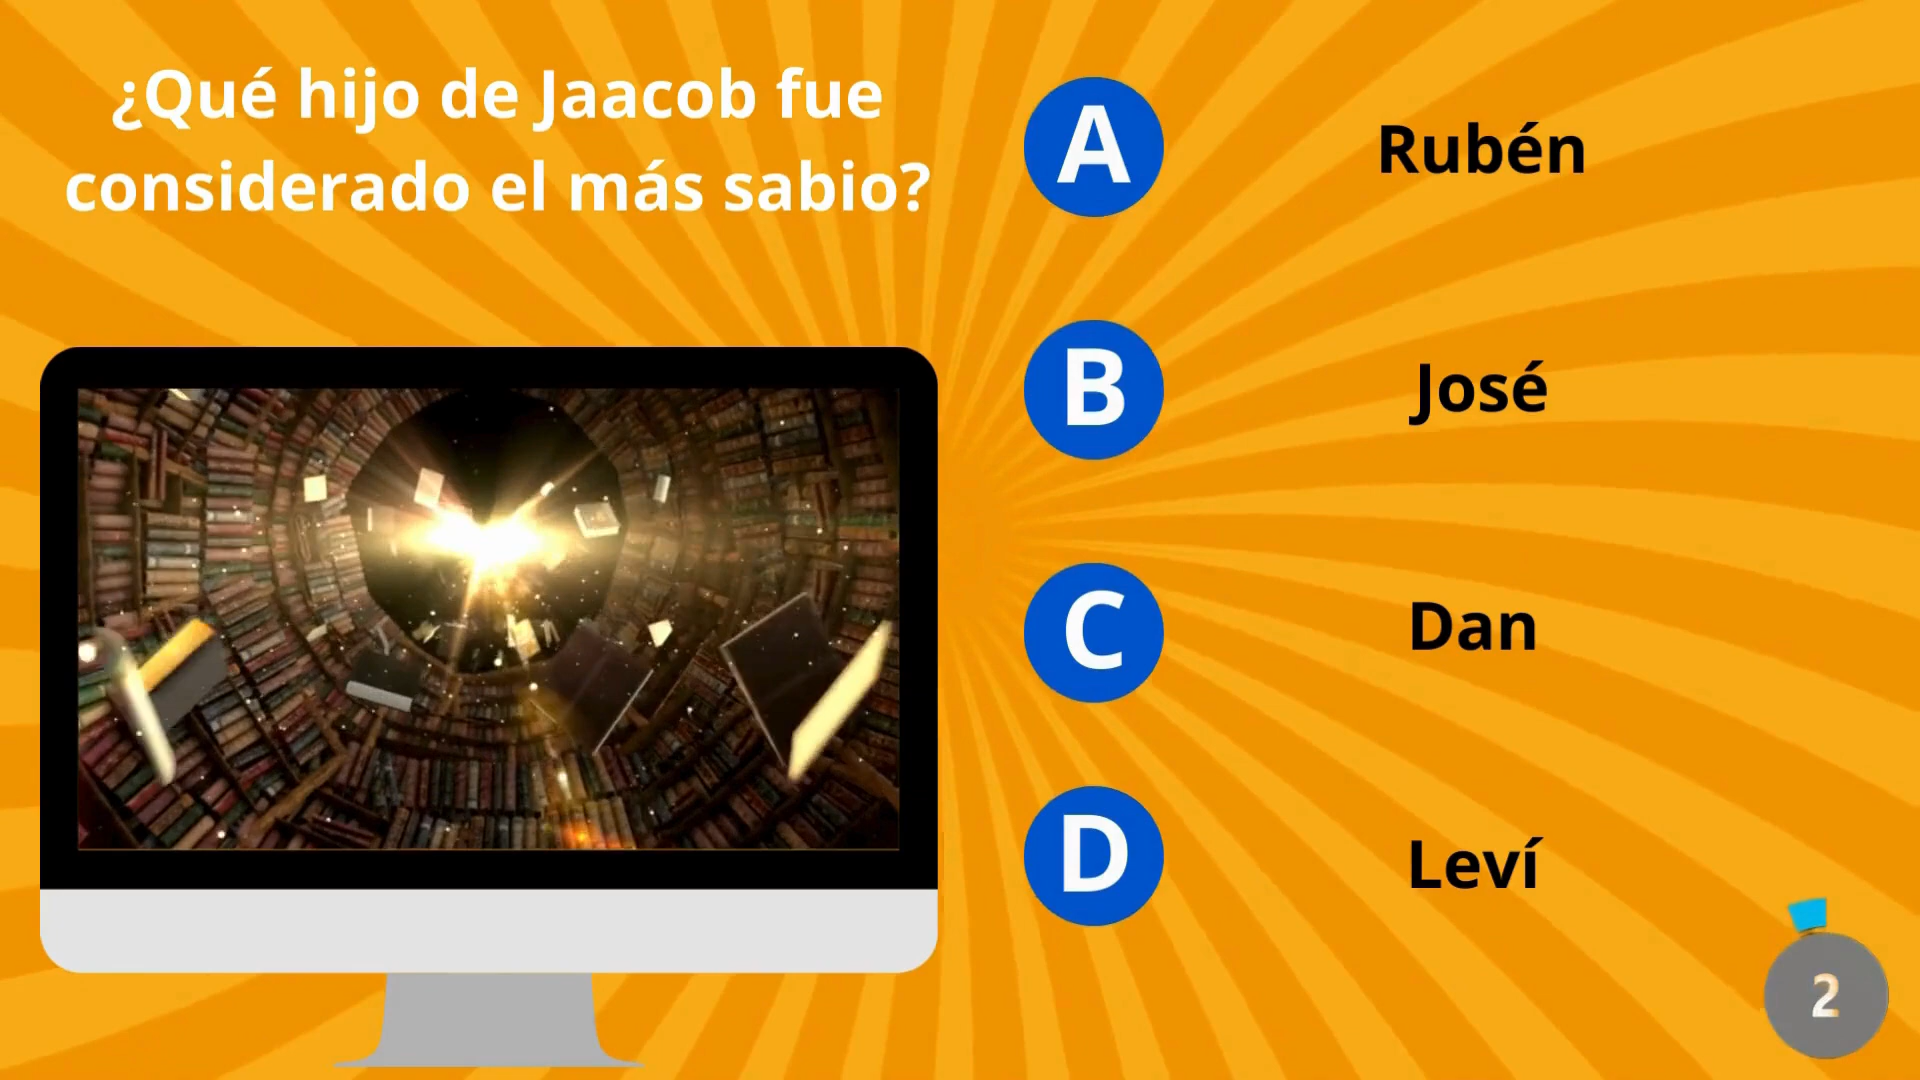 ¿Qué hijo de Jaacob fue
considerado el más sabio?
A
Rubén
B
José
C
Dan
D
Leví
2